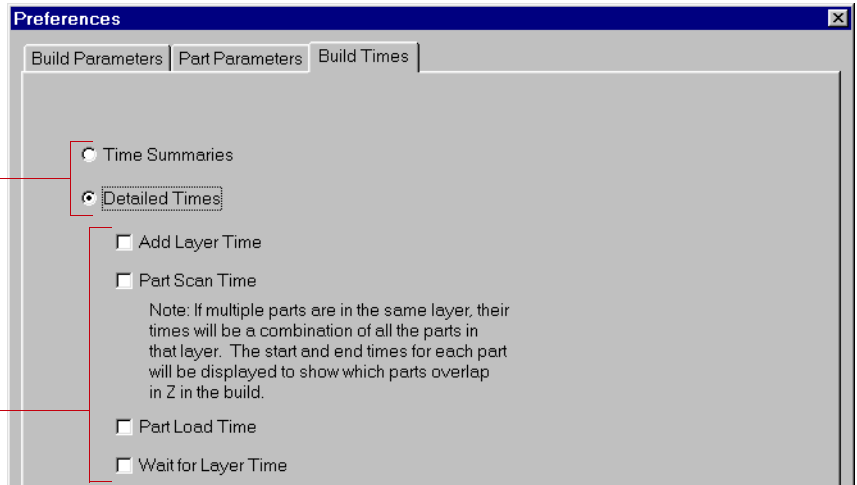 Preferences
Build Parameters
Part Parameters
Build Times
Time Summaries
Detailed Times
Add Layer Time
Part Scan Time
Note: If multiple parts are in the same layer, their
times will be a combination of all the parts in
that layer. The start and end times for each part
will be displayed to show which parts overlap
in Z in the build.
Part Load Time
Wait for Layer Time